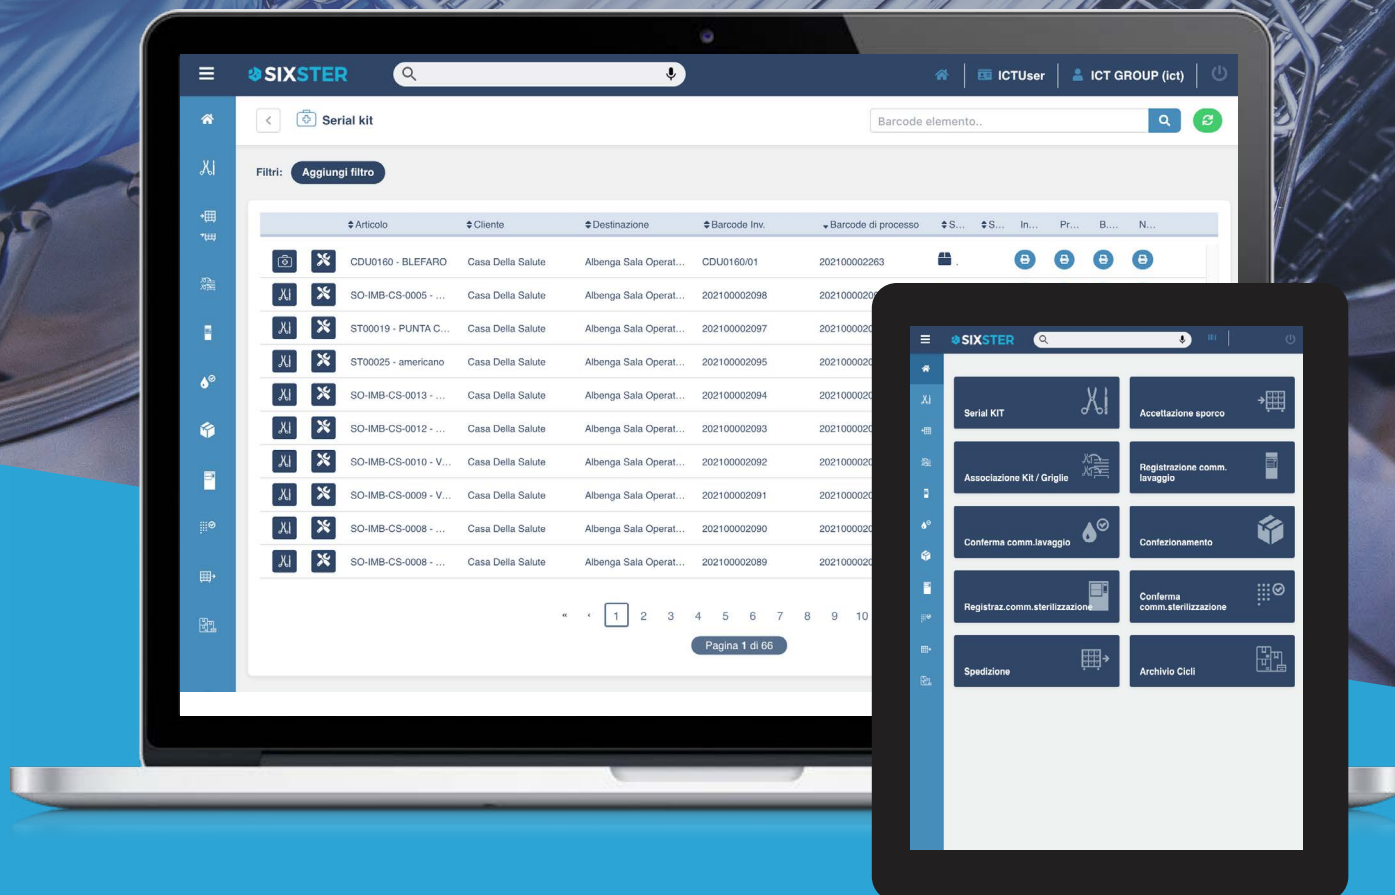 SIXSTER
ICTUser
ICT GROUP (ict)
Serial kit
Barcode elemento..
Filtri: Aggiungi filtro
Articolo Cliente Destinazione Barcode Inv. Barcode di processo S... S... In... Pr... B.... N...
CDU0160 - BLEFARO Casa Della Salute Albenga Sala Operat... CDU0160/01 202100002263 .
SO-IMB-CS-0005 - ... Casa Della Salute Albenga Sala Operat... 202100002098
ST00019 - PUNTA C... Casa Della Salute Albenga Sala Operat... 202100002097
ST00025 - americano Casa Della Salute Albenga Sala Operat... 202100002095
SO-IMB-CS-0013 - ... Casa Della Salute Albenga Sala Operat... 202100002094
SO-IMB-CS-0012 - ... Casa Della Salute Albenga Sala Operat... 202100002093
SO-IMB-CS-0010 - V... Casa Della Salute Albenga Sala Operat... 202100002092
SO-IMB-CS-0009 - V... Casa Della Salute Albenga Sala Operat... 202100002091
SO-IMB-CS-0008 - ... Casa Della Salute Albenga Sala Operat... 202100002090
SO-IMB-CS-0008 - ... Casa Della Salute Albenga Sala Operat... 202100002089
« ‹ 1 2 3 4 5 6 7 8 9 10
Pagina 1 di 66
SIXSTER
Serial KIT
Accettazione sporco
Associazione Kit / Griglie
Registrazione comm.
lavaggio
Conferma comm.lavaggio
Confezionamento
Registraz.comm.sterilizzazione
Conferma
comm.sterilizzazione
Spedizione
Archivio Cicli